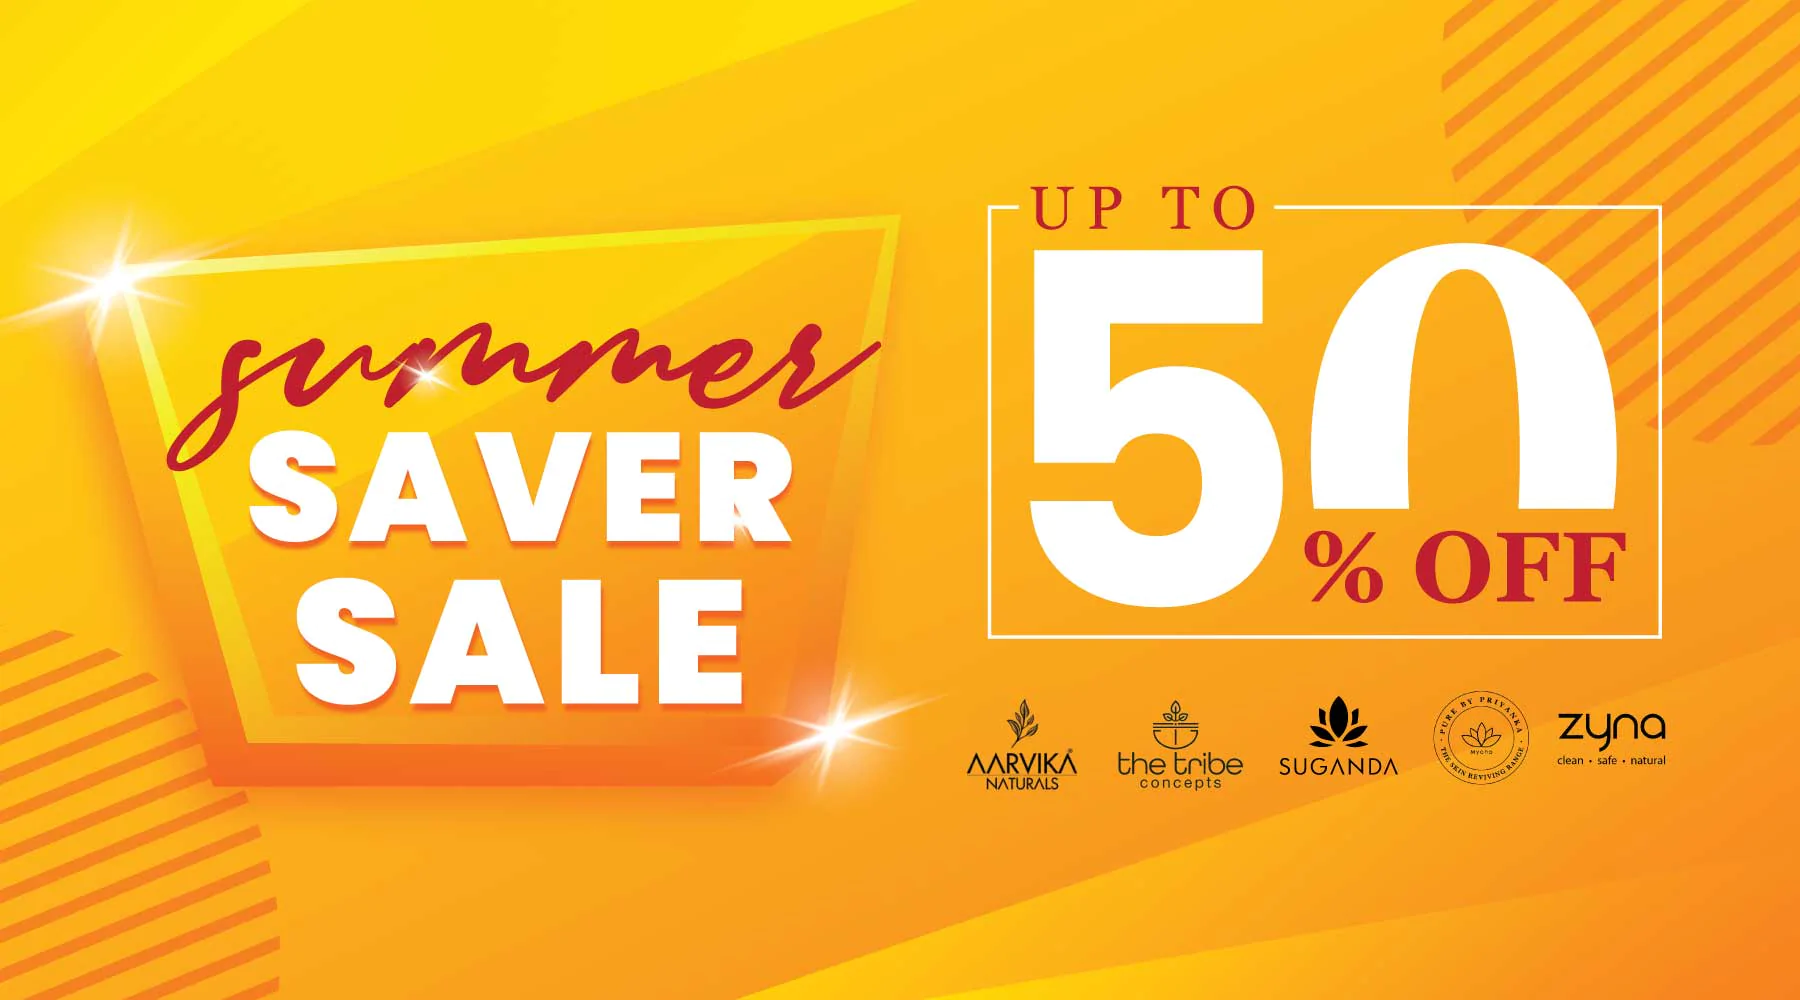 summer
SAVER
SALE
UP TO
50
% OFF
AARVIKA®
NATURALS
the tribe
concepts
SUGANDA
PURE BY PRIYANKA
Mycha
THE SKIN REVIVING RANGE
zyna
clean • safe • natural